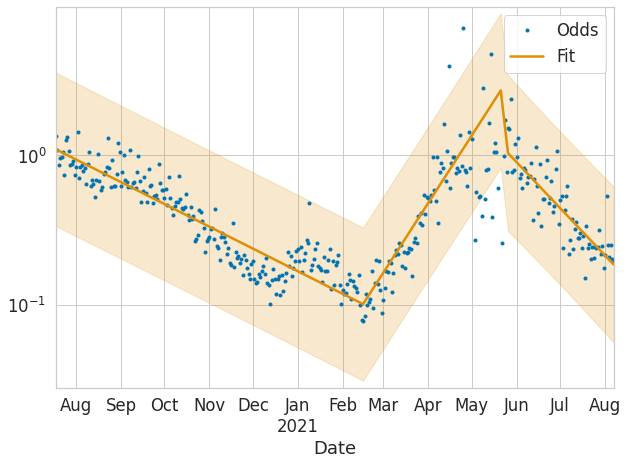 Odds
Fit
10⁰
10⁻¹
Aug Sep Oct Nov Dec Jan Feb Mar Apr May Jun Jul Aug
2021
Date